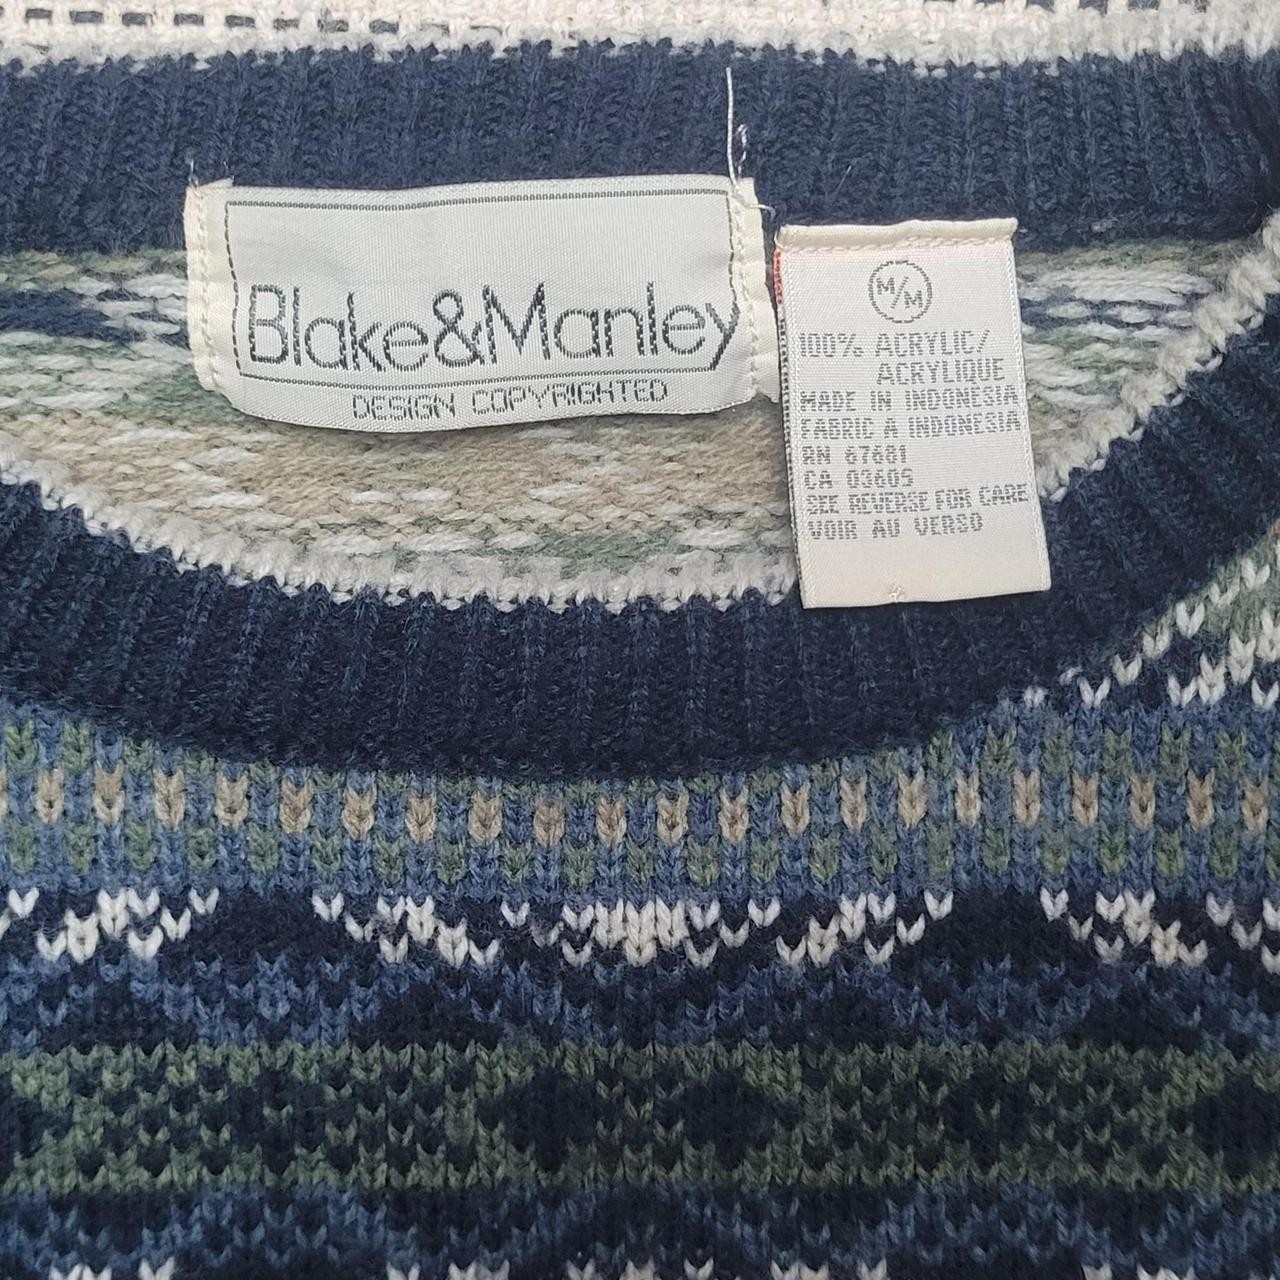 Blake&Manley
DESIGN COPYRIGHTED
M/M
100% ACRYLIC/
ACRYLIQUE
MADE IN INDONESIA
FABRIC A INDONESIA
RN 67681
CA 03605
SEE REVERSE FOR CARE
VOIR AU VERSO